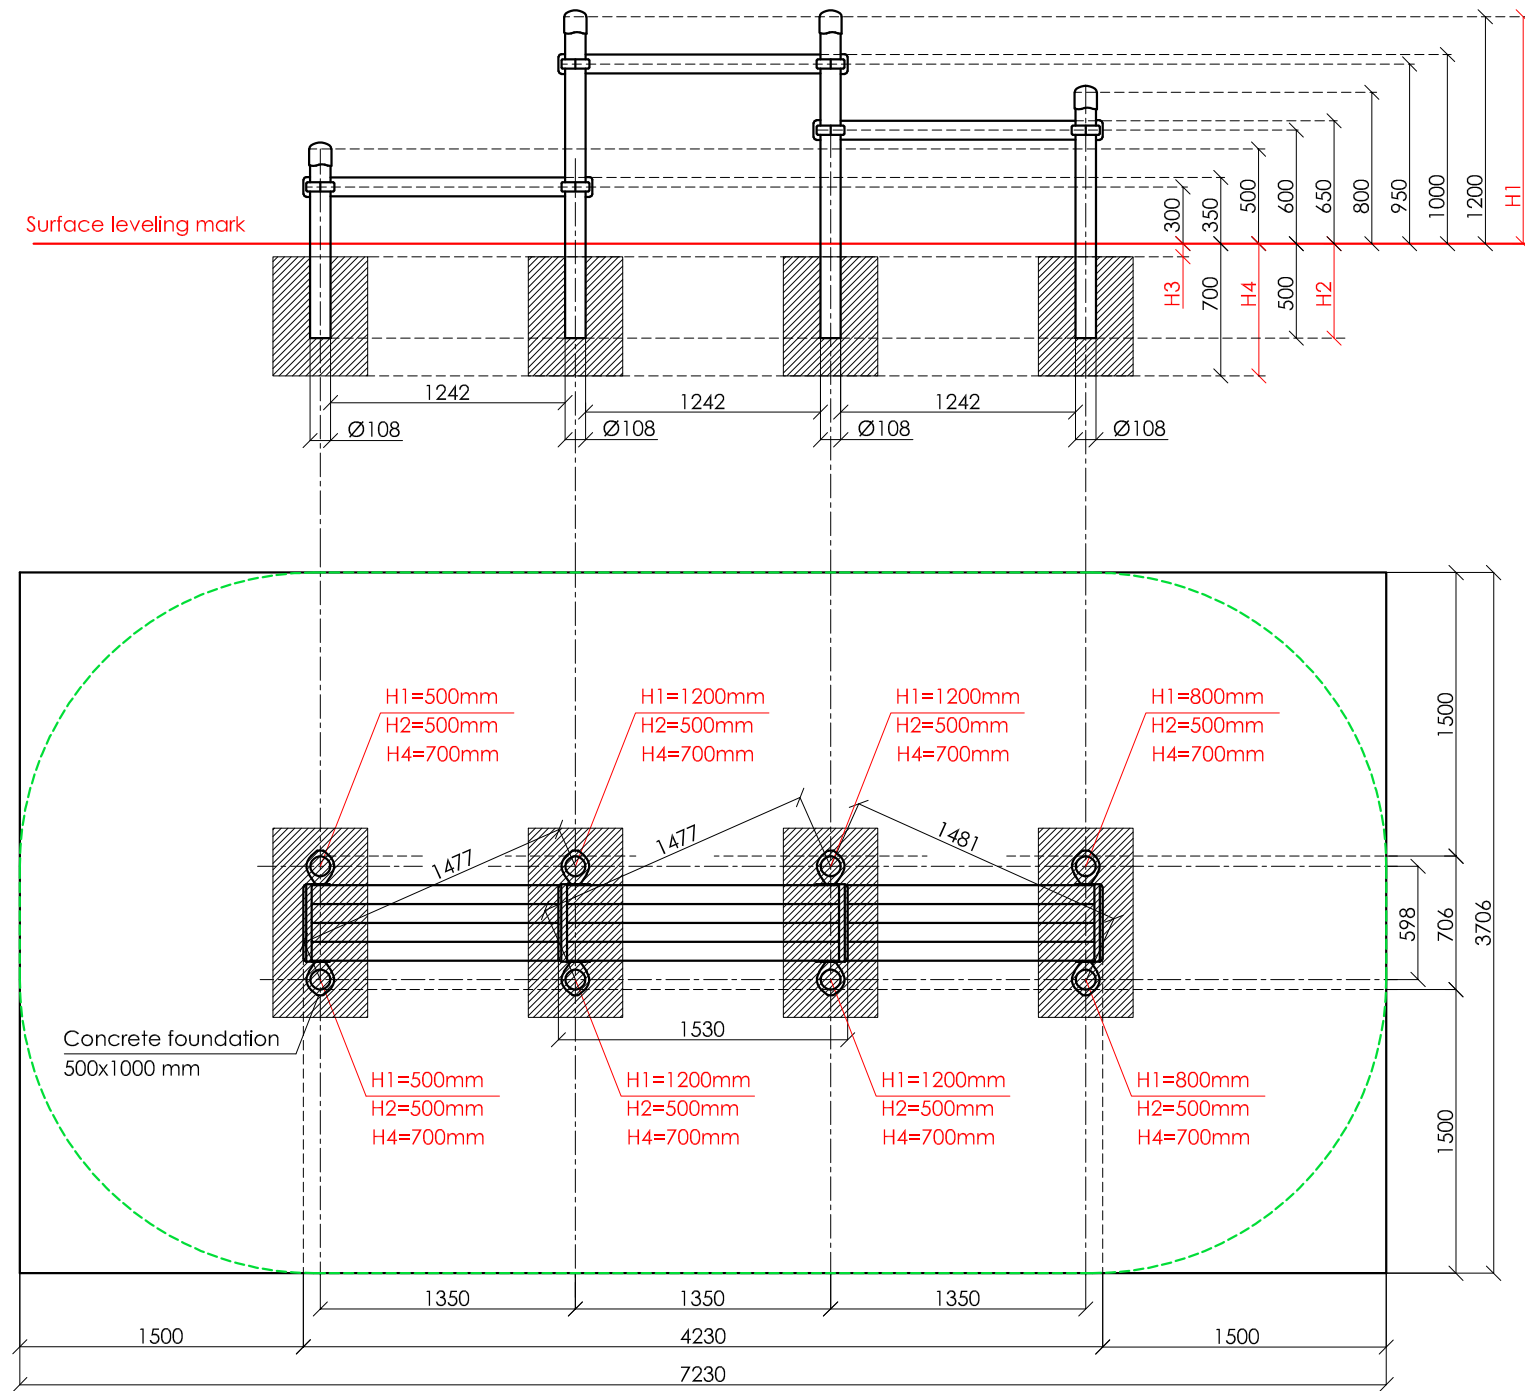 Surface leveling mark
300
350
500
600
650
800
950
1000
1200
H1
H3
700
H4
500
H2
1242
1242
1242
Ø108
Ø108
Ø108
Ø108
H1=500mm
H2=500mm
H4=700mm
H1=1200mm
H2=500mm
H4=700mm
H1=1200mm
H2=500mm
H4=700mm
H1=800mm
H2=500mm
H4=700mm
1500
1477
1477
1481
598
706
3706
1530
Concrete foundation
500x1000 mm
H1=500mm
H2=500mm
H4=700mm
H1=1200mm
H2=500mm
H4=700mm
H1=1200mm
H2=500mm
H4=700mm
H1=800mm
H2=500mm
H4=700mm
1500
1350
1350
1350
1500
4230
1500
7230